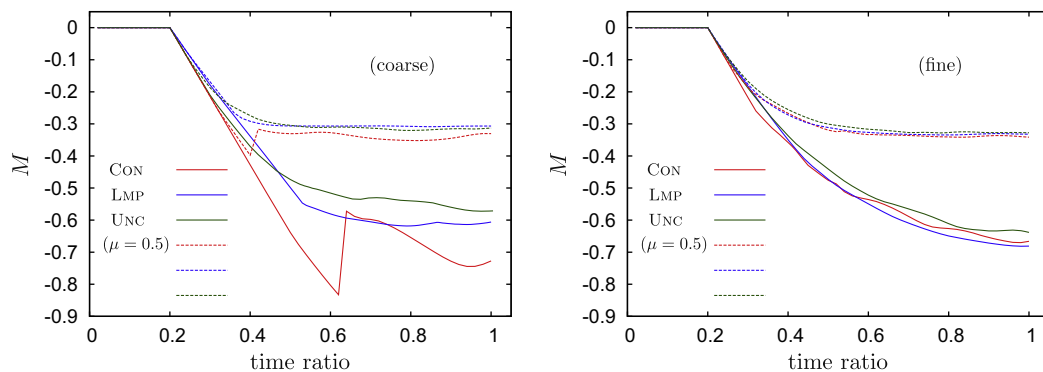 0
-0.1
-0.2
-0.3
-0.4
-0.5
-0.6
-0.7
-0.8
-0.9
M
(coarse)
CON
LMP
UNC
(μ = 0.5)
0 0.2 0.4 0.6 0.8 1
time ratio
0
-0.1
-0.2
-0.3
-0.4
-0.5
-0.6
-0.7
-0.8
-0.9
M
(fine)
CON
LMP
UNC
(μ = 0.5)
0 0.2 0.4 0.6 0.8 1
time ratio